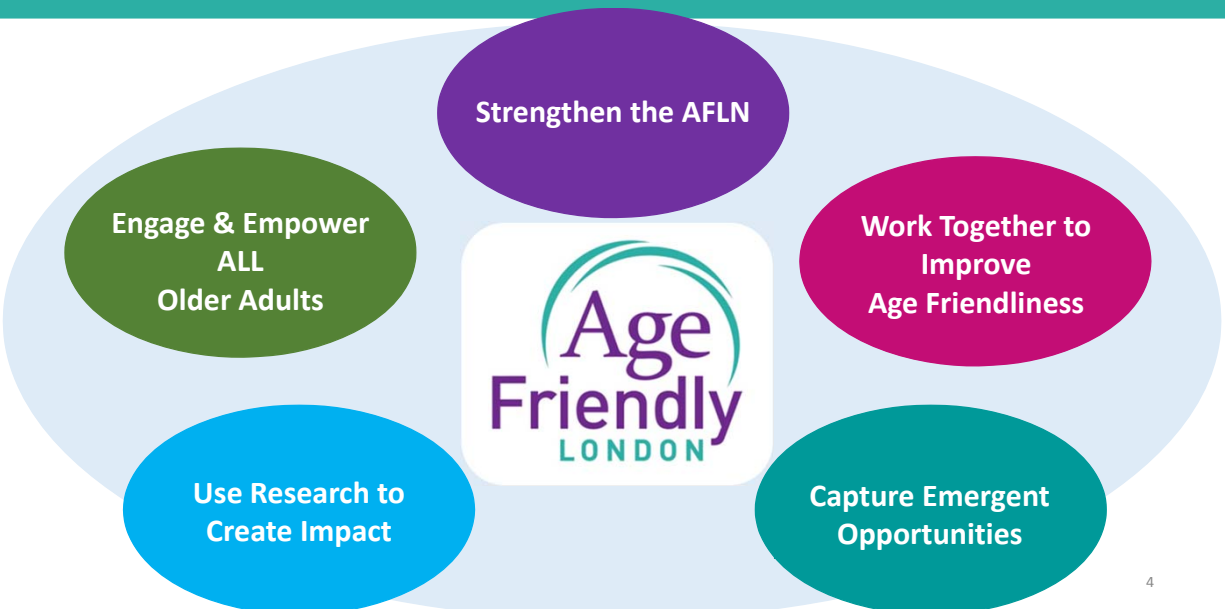 Strengthen the AFLN
Engage & Empower
ALL
Older Adults
Work Together to
Improve
Age Friendliness
Age
Friendly
LONDON
Use Research to
Create Impact
Capture Emergent
Opportunities
4